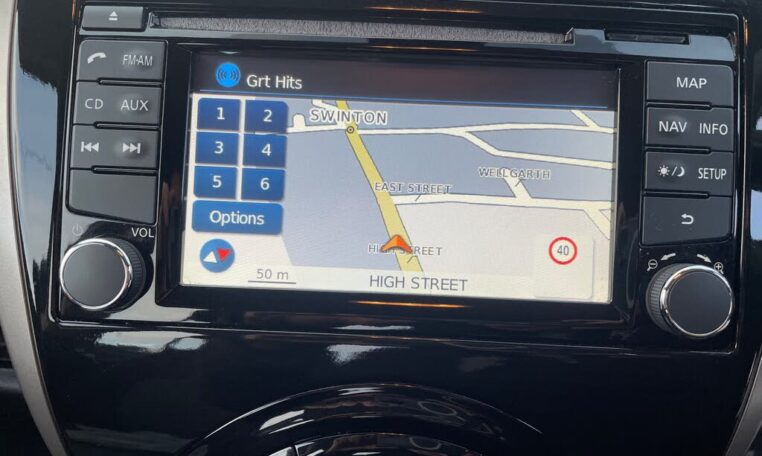 Grt Hits
FM-AM
CD AUX
VOL
1 2
3 4
5 6
Options
50 m
SWINTON
EAST STREET
WELLGARTH
HIGH STREET
40
HIGH STREET
MAP
NAV INFO
SETUP